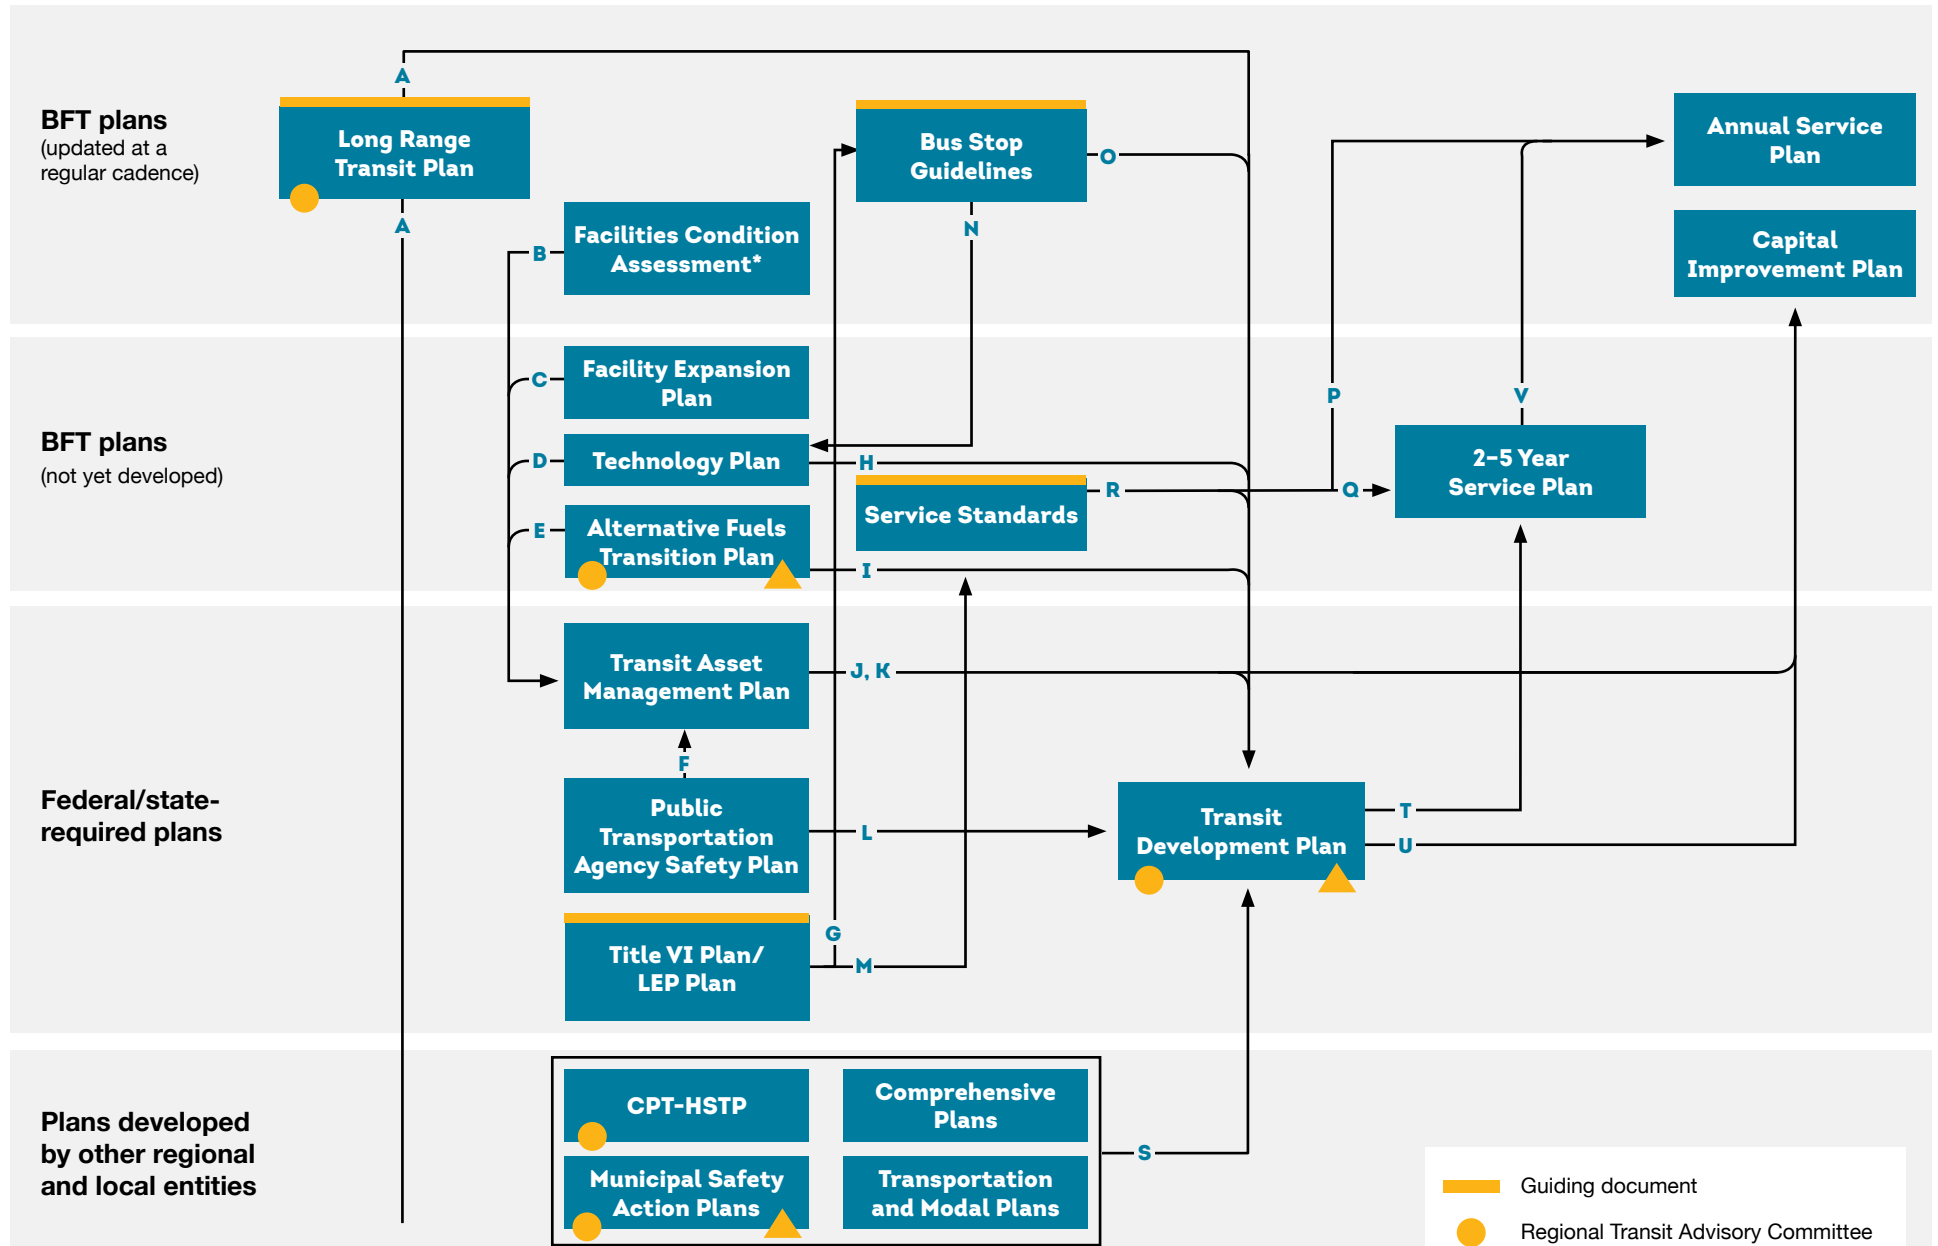 BFT plans
(updated at a
regular cadence)
A
Long Range
Transit Plan
A
Bus Stop
Guidelines
O
N
Annual Service
Plan
Capital
Improvement Plan
B
Facilities Condition
Assessment*
BFT plans
(not yet developed)
C
Facility Expansion
Plan
D
Technology Plan
H
E
Alternative Fuels
Transition Plan
I
Service Standards
R
P
Q
V
2-5 Year
Service Plan
Federal/state-
required plans
Transit Asset
Management Plan
J, K
F
Public
Transportation
Agency Safety Plan
L
Transit
Development Plan
T
U
Title VI Plan/
LEP Plan
G
M
Plans developed
by other regional
and local entities
CPT-HSTP
Comprehensive
Plans
Municipal Safety
Action Plans
Transportation
and Modal Plans
S
Guiding document
Regional Transit Advisory Committee